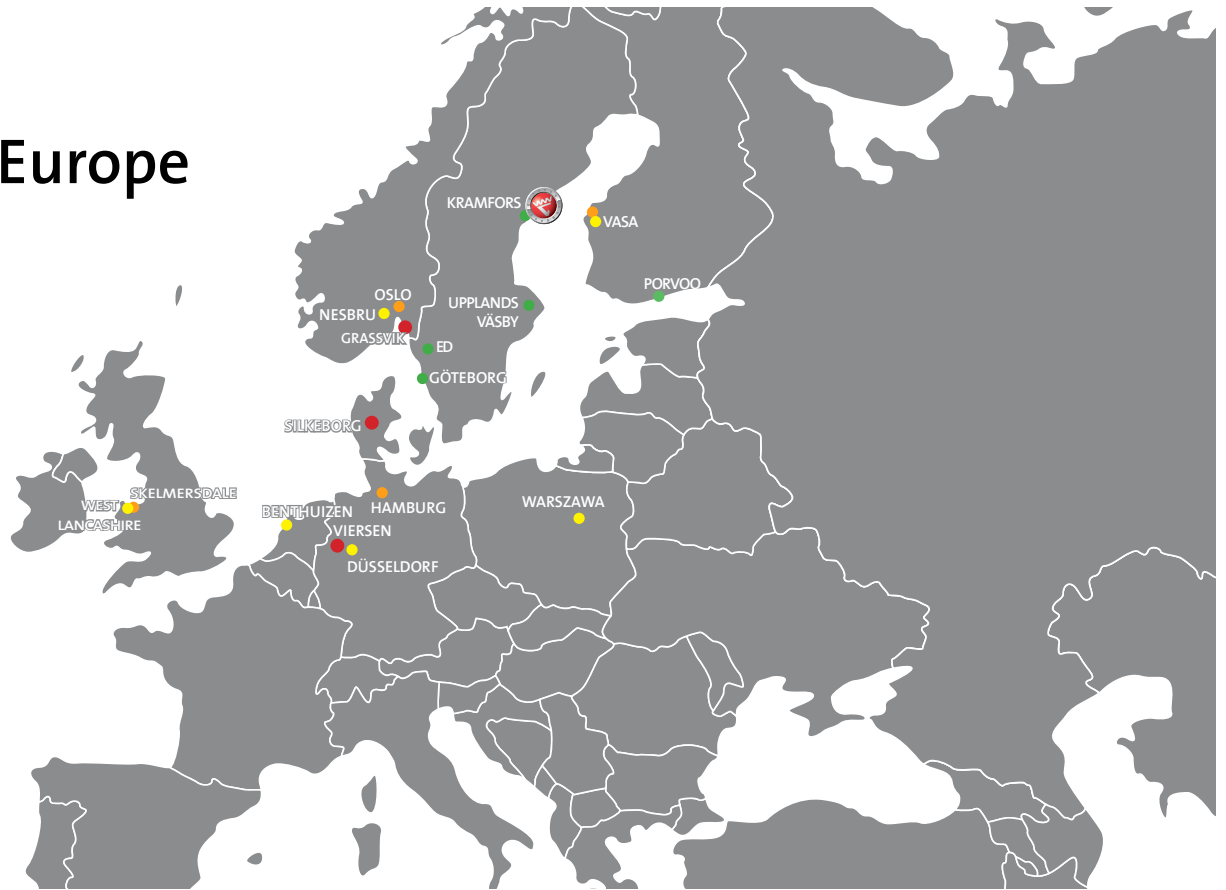 Europe
KRAMFORS
VASA
PORVOO
OSLO
NESBRU
GRASSVIK
UPPLANDS
VÄSBY
ED
GÖTEBORG
SILKEBORG
SKELMERSDALE
WEST
LANCASHIRE
BENTHUIZEN
HAMBURG
WARSZAWA
VIERSEN
DÜSSELDORF